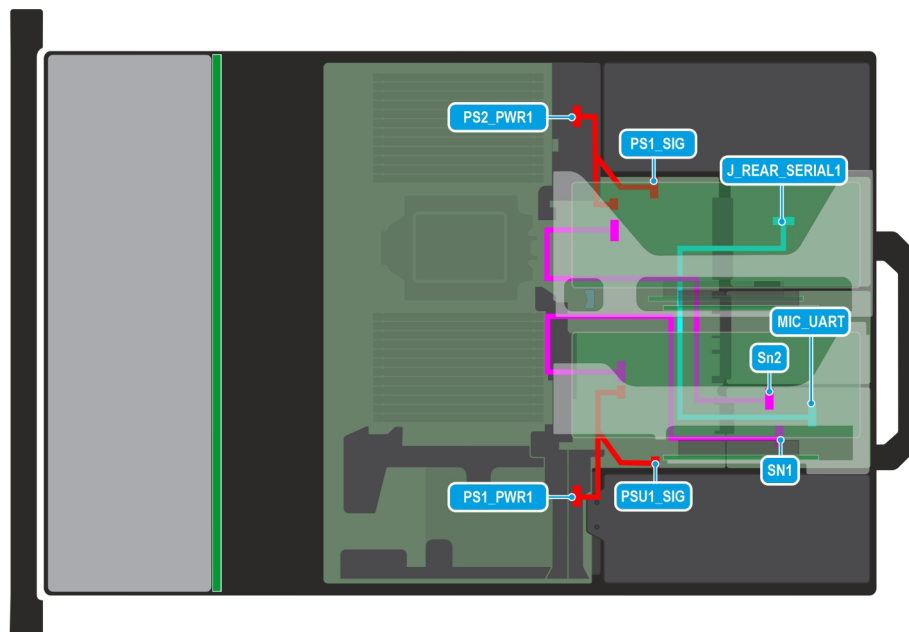 PS2_PWR1
PS1_SIG
J_REAR_SERIAL1
MIC_UART
Sn2
SN1
PS1_PWR1
PSU1_SIG